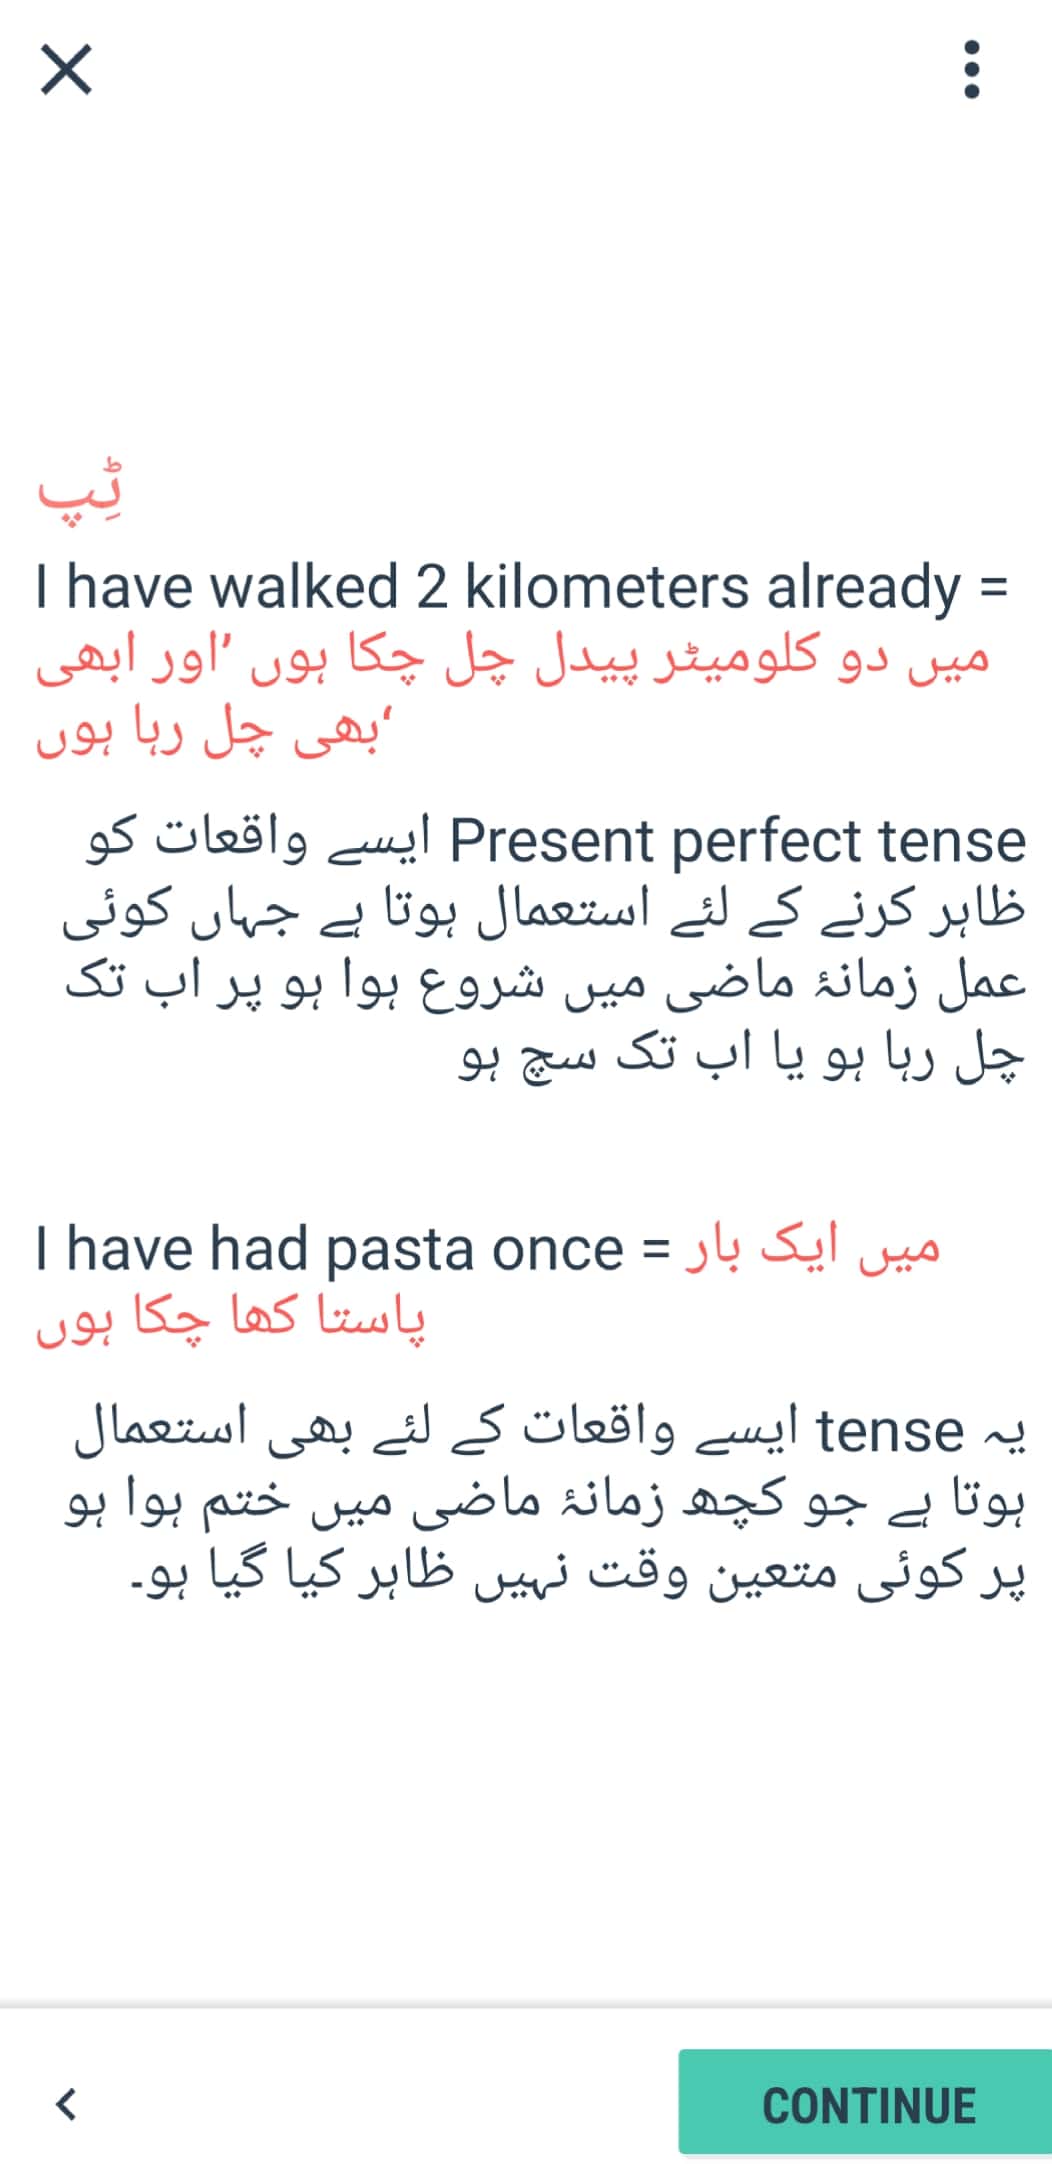 ٹِپ
I have walked 2 kilometers already =
میں دو کلومیٹر پیدل چل چکا ہوں ’اور ابھی
بھی چل رہا ہوں‘
Present perfect tense ایسے واقعات کو
ظاہر کرنے کے لئے استعمال ہوتا ہے جہاں کوئی
عمل زمانۂ ماضی میں شروع ہوا ہو پر اب تک
چل رہا ہو یا اب تک سچ ہو
I have had pasta once = میں ایک بار
پاستا کھا چکا ہوں
یہ tense ایسے واقعات کے لئے بھی استعمال
ہوتا ہے جو کچھ زمانۂ ماضی میں ختم ہوا ہو
پر کوئی متعین وقت نہیں ظاہر کیا گیا ہو۔
CONTINUE